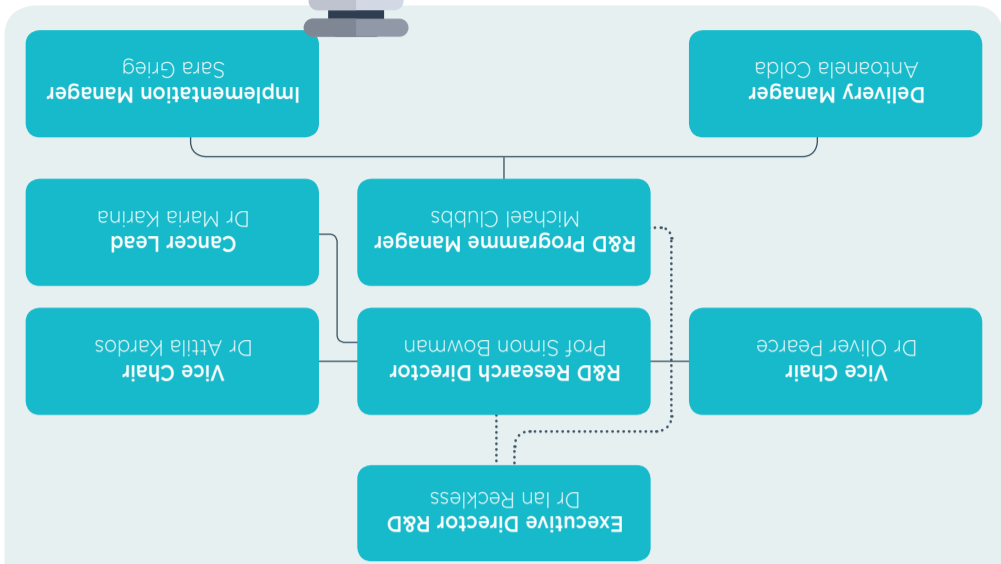 Executive Director R&D
Dr Ian Reckless
Vice Chair
Dr Oliver Pearce
R&D Research Director
Prof Simon Bowman
Vice Chair
Dr Attila Kardos
R&D Programme Manager
Michael Clubbs
Cancer Lead
Dr Maria Karina
Delivery Manager
Antoanela Colda
Implementation Manager
Sara Grieg